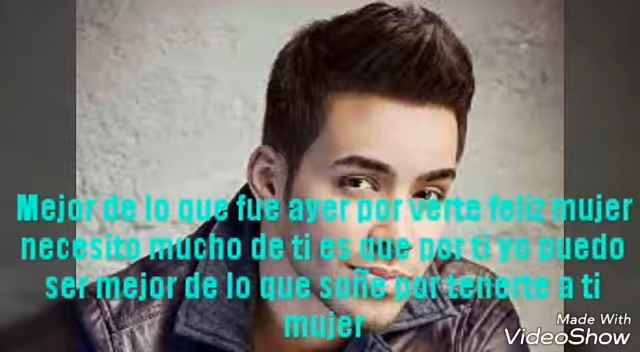 Mejor de lo que fue ayer por verte feliz mujer
necesito mucho de ti es que por ti yo puedo
ser mejor de lo que soñe por tenerte a ti
mujer
Made With
VideoShow